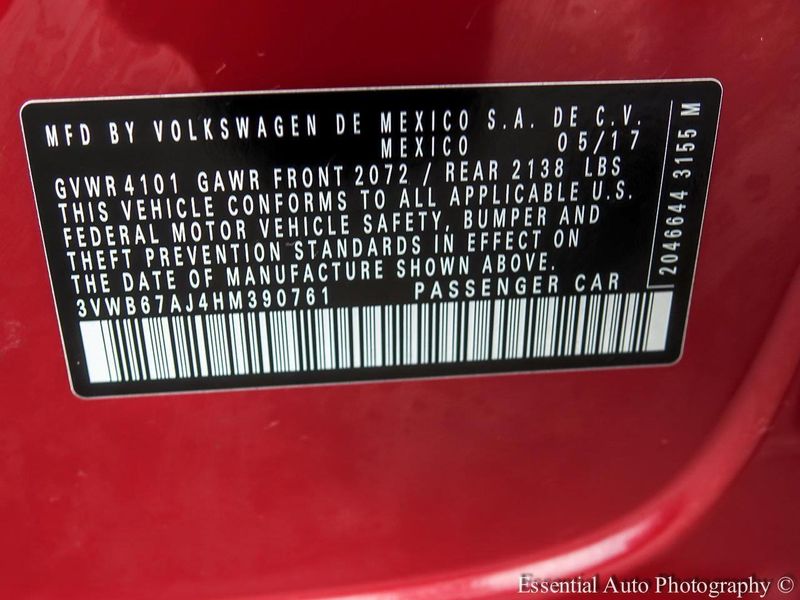 MFD BY VOLKSWAGEN DE MEXICO S.A. DE C.V.
MEXICO 05/17
GVWR 4101 GAWR FRONT 2072 / REAR 2138 LBS
THIS VEHICLE CONFORMS TO ALL APPLICABLE U.S.
FEDERAL MOTOR VEHICLE SAFETY, BUMPER AND
THEFT PREVENTION STANDARDS IN EFFECT ON
THE DATE OF MANUFACTURE SHOWN ABOVE.
3VWB67AJ4HM390761 PASSENGER CAR
2046644 3155 M
Essential Auto Photography ©